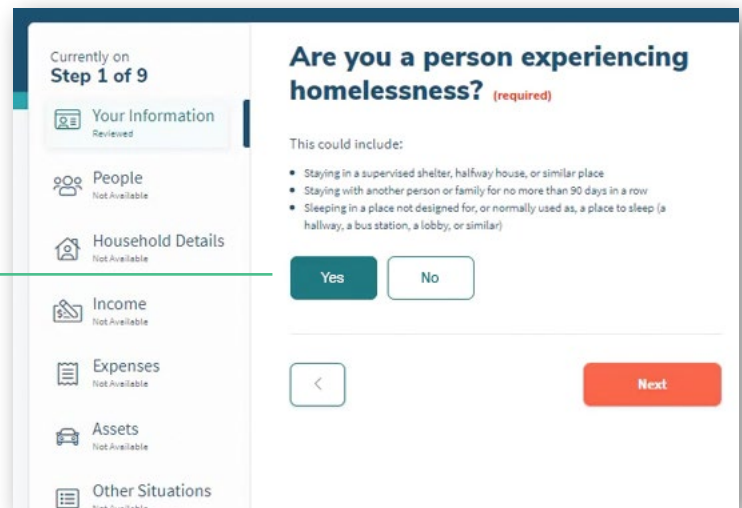 Currently on
Step 1 of 9
Your Information
Reviewed
People
Not Available
Household Details
Not Available
Income
Not Available
Expenses
Not Available
Assets
Not Available
Other Situations
Not Available
Are you a person experiencing
homelessness? (required)
This could include:
• Staying in a supervised shelter, halfway house, or similar place
• Staying with another person or family for no more than 90 days in a row
• Sleeping in a place not designed for, or normally used as, a place to sleep (a
hallway, a bus station, a lobby, or similar)
Yes
No
Next